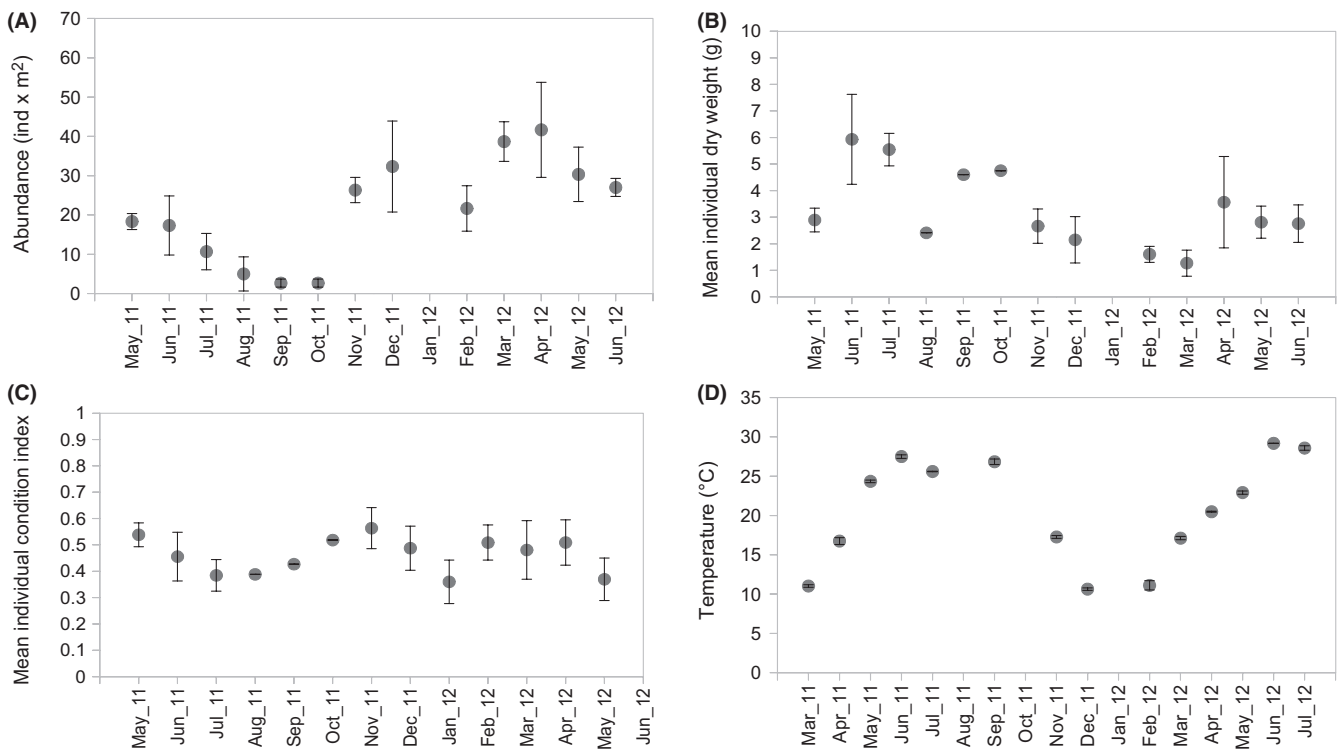 (A)
Abundance (ind x m²)
70
60
50
40
30
20
10
0
May_11
Jun_11
Jul_11
Aug_11
Sep_11
Oct_11
Nov_11
Dec_11
Jan_12
Feb_12
Mar_12
Apr_12
May_12
Jun_12
(B)
Mean individual dry weight (g)
10
9
8
7
6
5
4
3
2
1
0
May_11
Jun_11
Jul_11
Aug_11
Sep_11
Oct_11
Nov_11
Dec_11
Jan_12
Feb_12
Mar_12
Apr_12
May_12
Jun_12
(C)
Mean individual condition index
1
0.9
0.8
0.7
0.6
0.5
0.4
0.3
0.2
0.1
0
May_11
Jun_11
Jul_11
Aug_11
Sep_11
Oct_11
Nov_11
Dec_11
Jan_12
Feb_12
Mar_12
Apr_12
May_12
Jun_12
(D)
Temperature (°C)
35
30
25
20
15
10
5
0
Mar_11
Apr_11
May_11
Jun_11
Jul_11
Aug_11
Sep_11
Oct_11
Nov_11
Dec_11
Jan_12
Feb_12
Mar_12
Apr_12
May_12
Jun_12
Jul_12